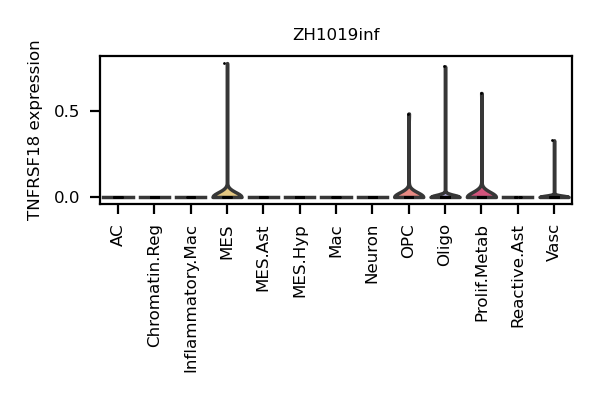 ZH1019inf
TNFRSF18 expression
0.5
0.0
AC
Chromatin.Reg
Inflammatory.Mac
MES
MES.Ast
MES.Hyp
Mac
Neuron
OPC
Oligo
Prolif.Metab
Reactive.Ast
Vasc